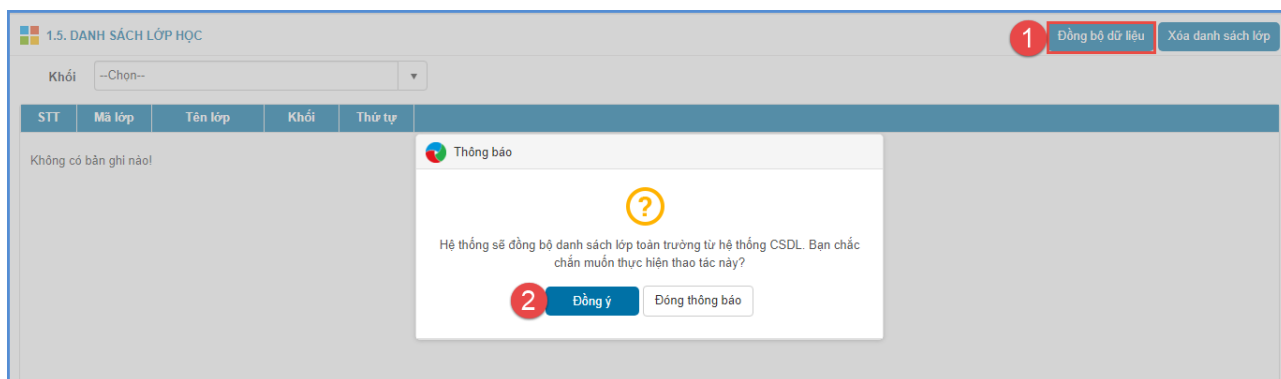 1.5. DANH SÁCH LỚP HỌC
1
Đồng bộ dữ liệu
Xóa danh sách lớp
Khối
--Chọn--
STT Mã lớp Tên lớp Khối Thứ tự
Không có bản ghi nào!
Thông báo
?
Hệ thống sẽ đồng bộ danh sách lớp toàn trường từ hệ thống CSDL. Bạn chắc
chắn muốn thực hiện thao tác này?
2
Đồng ý
Đóng thông báo